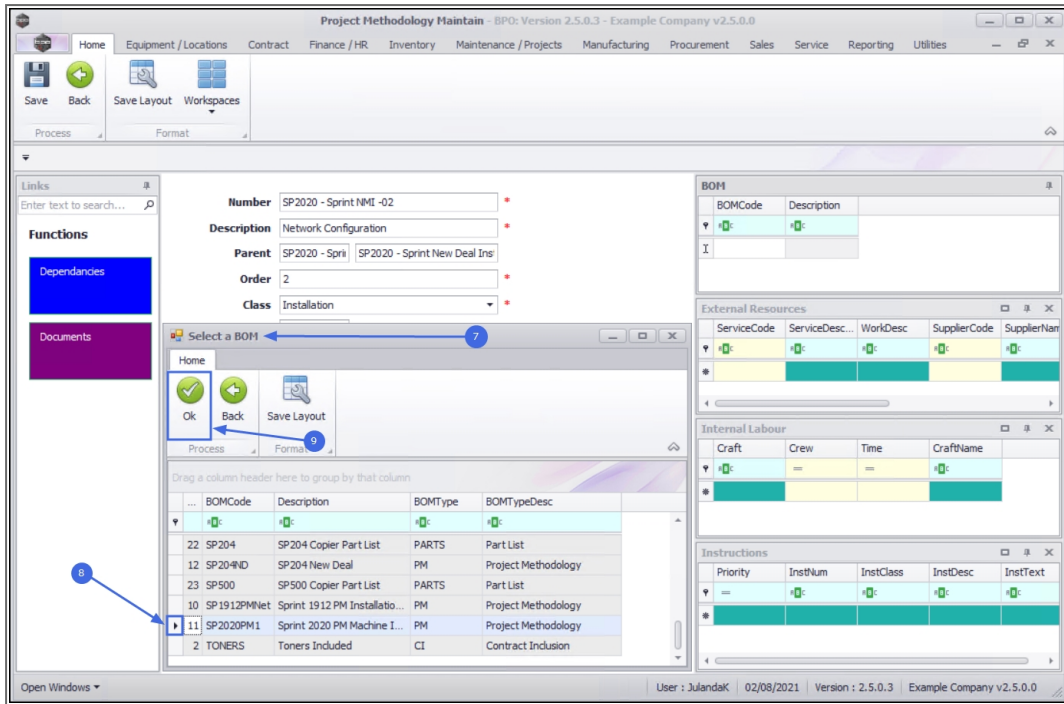 Project Methodology Maintain - BPO: Version 2.5.0.3 - Example Company v2.5.0.0
Home Equipment / Locations Contract Finance / HR Inventory Maintenance / Projects Manufacturing Procurement Sales Service Reporting Utilities
Save Back Save Layout Workspaces
Process Format
Links
Enter text to search...
Functions
Dependancies
Documents
Number SP2020 - Sprint NMI -02 *
Description Network Configuration *
Parent SP2020 - Spri SP2020 - Sprint New Deal Ins
Order 2 *
Class Installation *
Select a BOM 7
Home
Ok Back Save Layout
9
Process Format
Drag a column header here to group by that column
... BOMCode Description BOMType BOMTypeDesc
22 SP204 SP204 Copier Part List PARTS Part List
12 SP204ND SP204 New Deal PM Project Methodology
23 SP500 SP500 Copier Part List PARTS Part List
8
10 SP1912PMNet Sprint 1912 PM Installatio... PM Project Methodology
11 SP2020PM1 Sprint 2020 PM Machine I... PM Project Methodology
2 TONERS Toners Included CI Contract Inclusion
BOM
BOMCode Description
External Resources
ServiceCode ServiceDesc... WorkDesc SupplierCode SupplierNam
Internal Labour
Craft Crew Time CraftName
= =
Instructions
Priority InstNum InstClass InstDesc InstText
=
Open Windows User : JulandaK 02/08/2021 Version : 2.5.0.3 Example Company v2.5.0.0